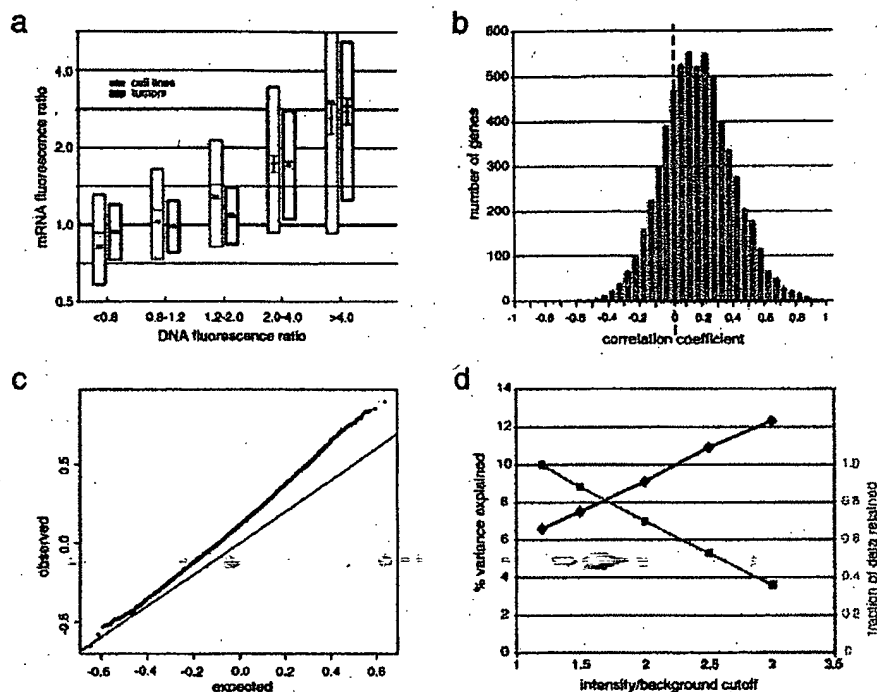 a
mRNA fluorescence ratio
4.0
2.0
1.0
0.5
cell lines
tumors
<0.8 0.8-1.2 1.2-2.0 2.0-4.0 >4.0
DNA fluorescence ratio
b
number of genes
600
500
400
300
200
100
0
-1 -0.8 -0.6 -0.4 -0.2 0 0.2 0.4 0.6 0.8 1
correlation coefficient
c
observed
0.5
0.0
-0.5
-0.6 -0.4 -0.2 0.0 0.2 0.4 0.6
expected
d
% variance explained
14
12
10
8
6
4
2
0
1 1.5 2 2.5 3 3.5
intensity/background cutoff
1.0
0.8
0.6
0.4
0.2
0
fraction of data retained